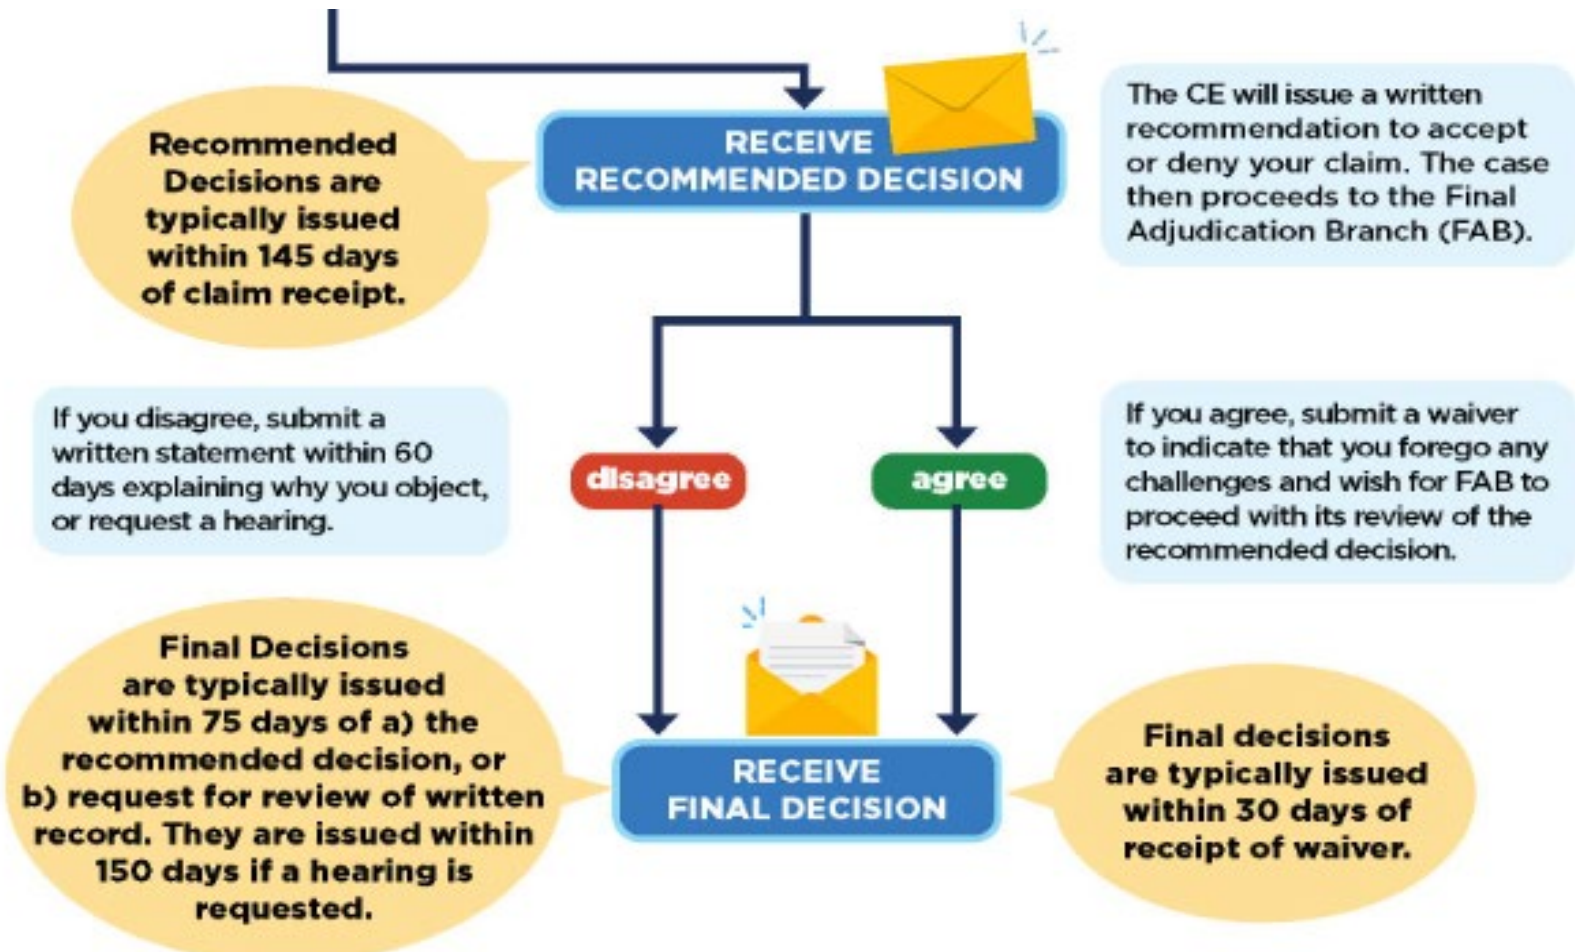 Recommended
Decisions are
typically issued
within 145 days
of claim receipt.
RECEIVE
RECOMMENDED DECISION
The CE will issue a written
recommendation to accept
or deny your claim. The case
then proceeds to the Final
Adjudication Branch (FAB).
If you disagree, submit a
written statement within 60
days explaining why you object,
or request a hearing.
disagree
agree
If you agree, submit a waiver
to indicate that you forego any
challenges and wish for FAB to
proceed with its review of the
recommended decision.
Final Decisions
are typically issued
within 75 days of a) the
recommended decision, or
b) request for review of written
record. They are issued within
150 days if a hearing is
requested.
RECEIVE
FINAL DECISION
Final decisions
are typically issued
within 30 days of
receipt of waiver.